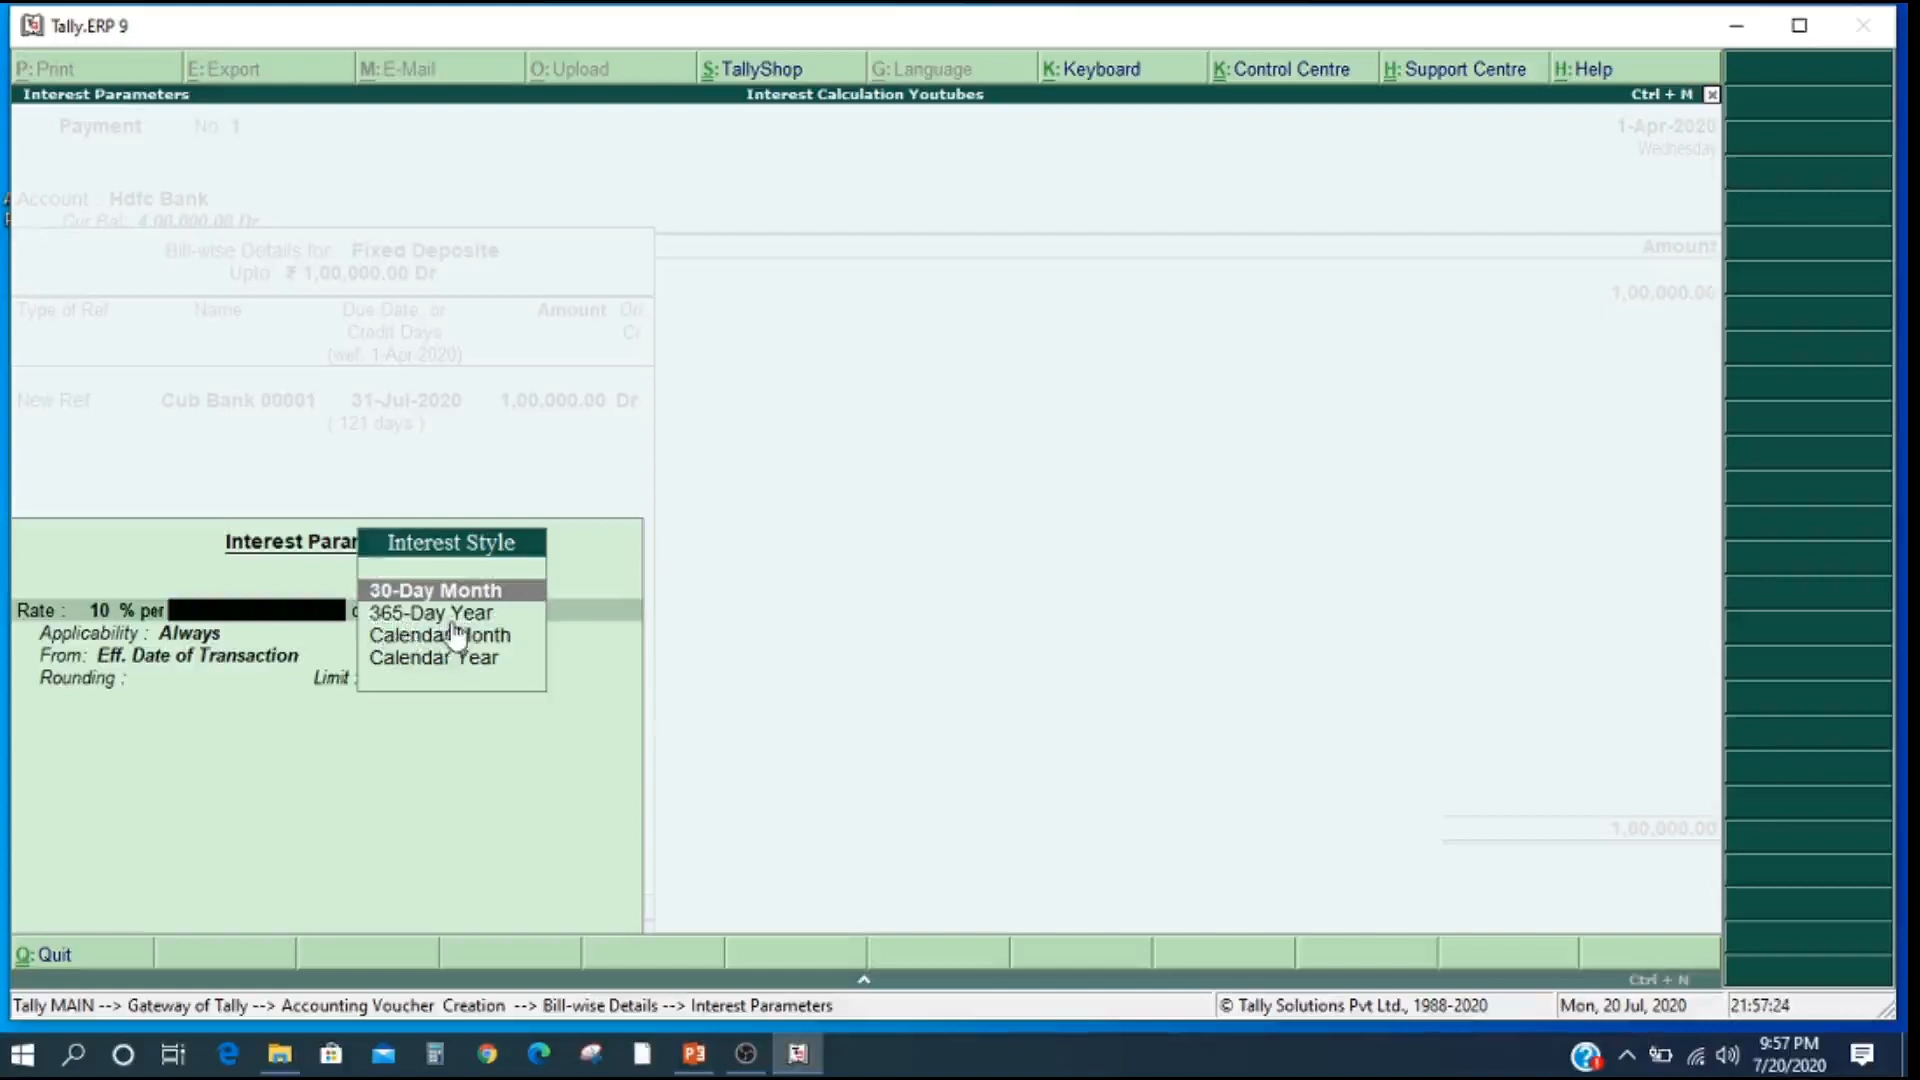 Tally.ERP 9
P: Print E: Export M: E-Mail O: Upload S: TallyShop G: Language K: Keyboard K: Control Centre H: Support Centre H: Help
Interest Parameters Interest Calculation Youtubes Ctrl + M
Payment No. 1 1-Apr-2020
Wednesday
Account : Hdfc Bank
Cur Bal: 4,00,000.00 Dr
Bill-wise Details for: Fixed Deposite Amount
Upto : ₹ 1,00,000.00 Dr
1,00,000.00
Type of Ref Name Due Date, or Amount
Credit Days
(wef: 1-Apr-2020)
New Ref Cub Bank 00001 31-Jul-2020 1,00,000.00 Dr
( 121 days )
Interest Style
30-Day Month
365-Day Year
Calendar Month
Calendar Year
Rate : 10 % per
Applicability : Always
From: Eff. Date of Transaction
Rounding : Limit :
1,00,000.00
Q: Quit
Ctrl + N
Tally MAIN --> Gateway of Tally --> Accounting Voucher Creation --> Bill-wise Details --> Interest Parameters © Tally Solutions Pvt Ltd., 1988-2020 Mon, 20 Jul, 2020 21:57:24
9:57 PM
7/20/2020